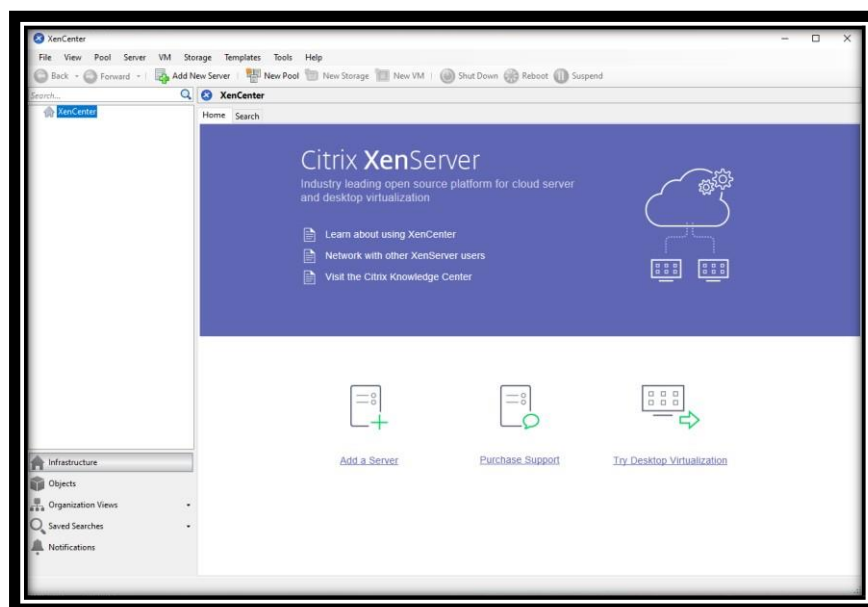 XenCenter
File View Pool Server VM Storage Templates Tools Help
Back Forward Add New Server New Pool New Storage New VM Shut Down Reboot Suspend
Search... XenCenter
XenCenter
Home Search
Citrix XenServer
Industry leading open source platform for cloud server
and desktop virtualization
Learn about using XenCenter
Network with other XenServer users
Visit the Citrix Knowledge Center
Add a Server Purchase Support Try Desktop Virtualization
Infrastructure
Objects
Organization Views
Saved Searches
Notifications